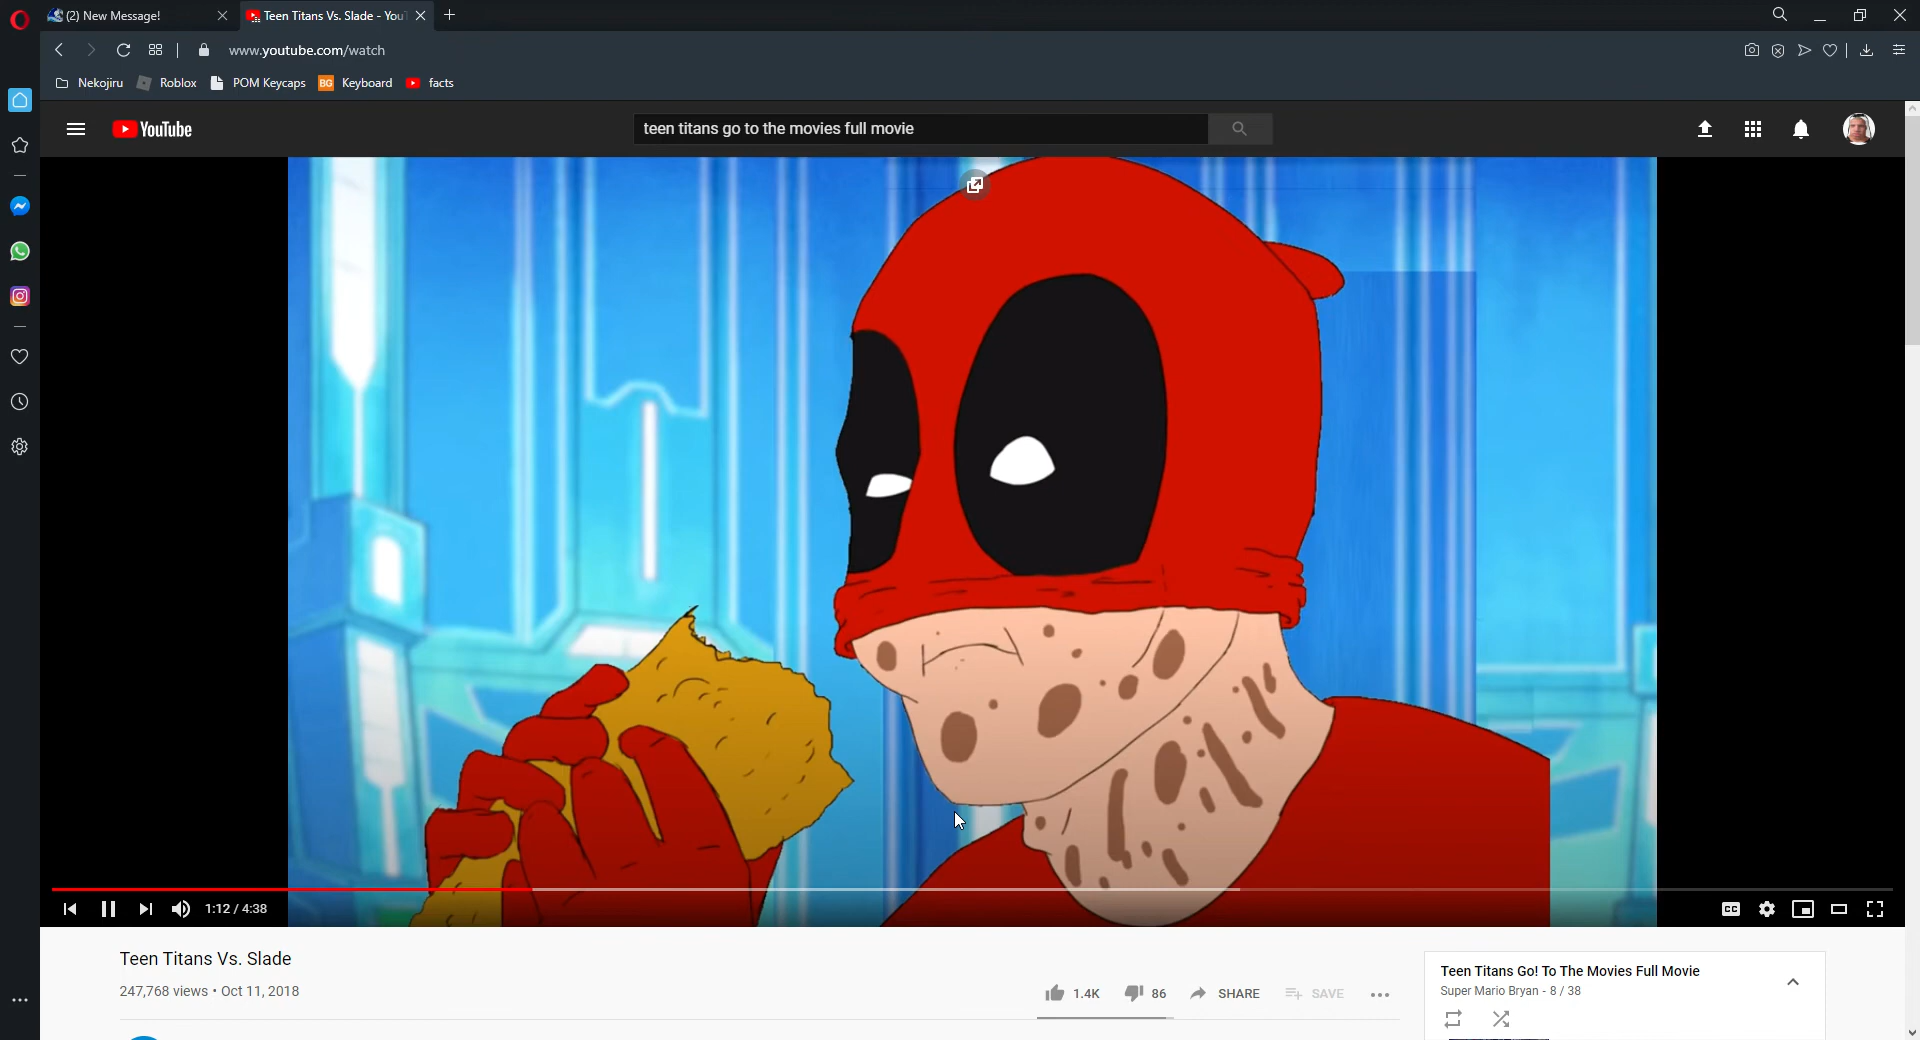 (2) New Message!
Teen Titans Vs. Slade - You
www.youtube.com/watch
Nekojiru
Roblox
POM Keycaps
BG
Keyboard
facts
YouTube
teen titans go to the movies full movie
1:12 / 4:38
CC
Teen Titans Vs. Slade
247,768 views • Oct 11, 2018
1.4K
86
SHARE
SAVE
Teen Titans Go! To The Movies Full Movie
Super Mario Bryan - 8 / 38